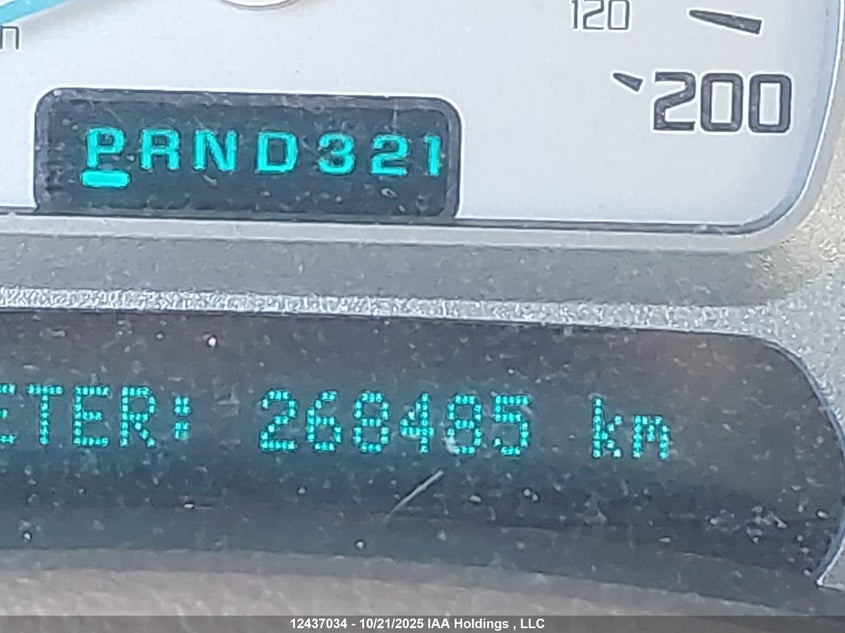 120
200
PRND321
ETER: 268485 km
12437034 - 10/21/2025 IAA Holdings , LLC